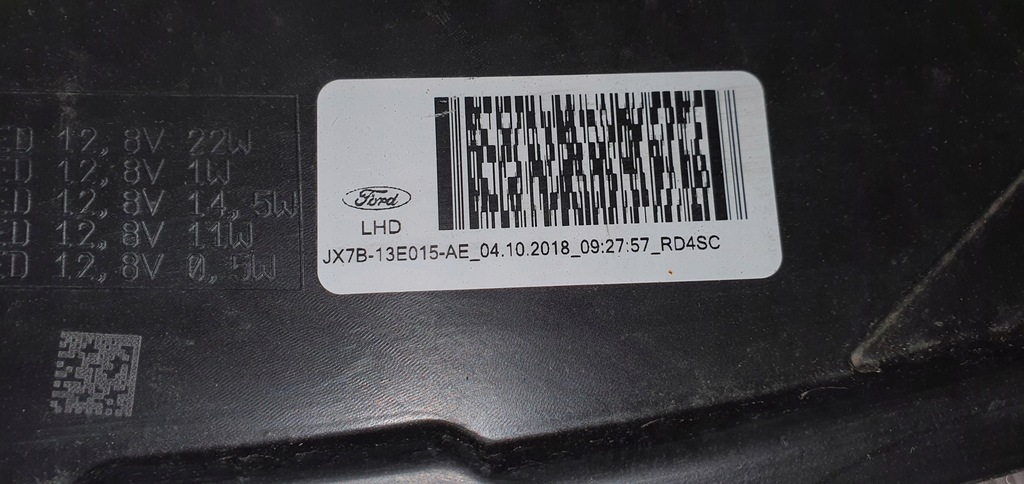 ED 12,8V 22W
ED 12,8V 1W
ED 12,8V 14,5W
ED 12,8V 11W
ED 12,8V 0,5W
Ford
LHD
JX7B-13E015-AE_04.10.2018_09:27:57_RD4SC